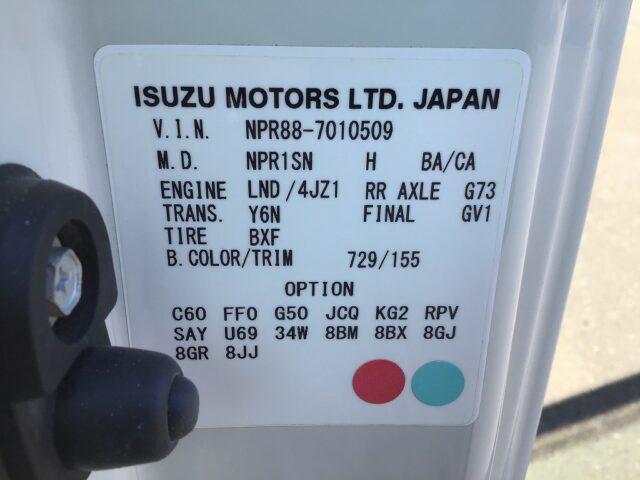 ISUZU MOTORS LTD. JAPAN
V.I.N. NPR88-7010509
M.D. NPR1SN H BA/CA
ENGINE LND/4JZ1 RR AXLE G73
TRANS. Y6N FINAL GV1
TIRE BXF
B.COLOR/TRIM 729/155
OPTION
C60 FF0 G50 JCQ KG2 RPV
SAY U69 34W 8BM 8BX 8GJ
8GR 8JJ